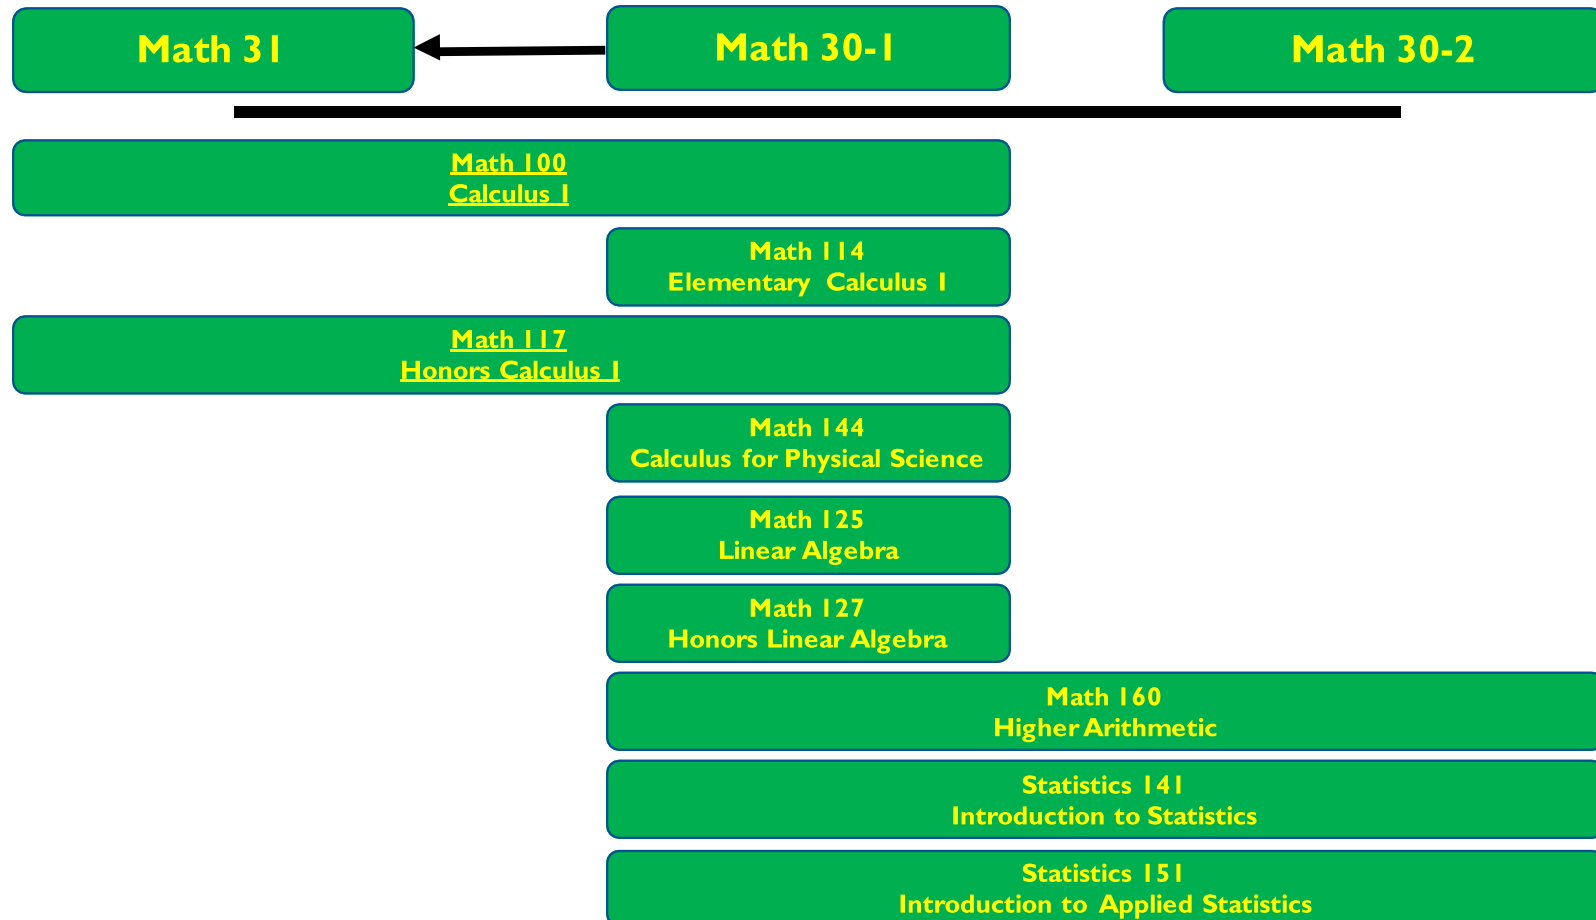 Math 31
Math 30-1
Math 30-2
Math 100
Calculus I
Math 114
Elementary Calculus I
Math 117
Honors Calculus I
Math 144
Calculus for Physical Science
Math 125
Linear Algebra
Math 127
Honors Linear Algebra
Math 160
Higher Arithmetic
Statistics 141
Introduction to Statistics
Statistics 151
Introduction to Applied Statistics